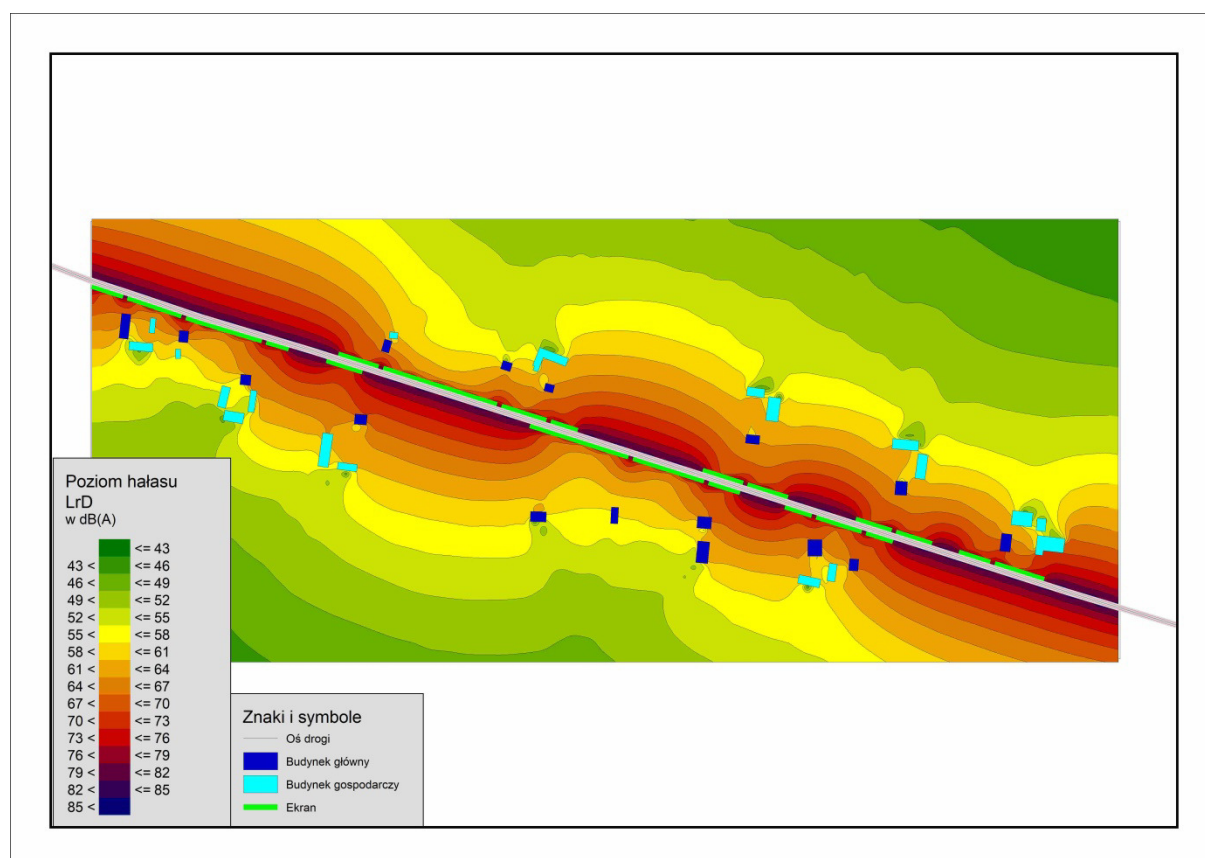 Poziom hałasu
LrD
w dB(A)
<= 43
43 < <= 46
46 < <= 49
49 < <= 52
52 < <= 55
55 < <= 58
58 < <= 61
61 < <= 64
64 < <= 67
67 < <= 70
70 < <= 73
73 < <= 76
76 < <= 79
79 < <= 82
82 < <= 85
85 <
Znaki i symbole
Oś drogi
Budynek główny
Budynek gospodarczy
Ekran